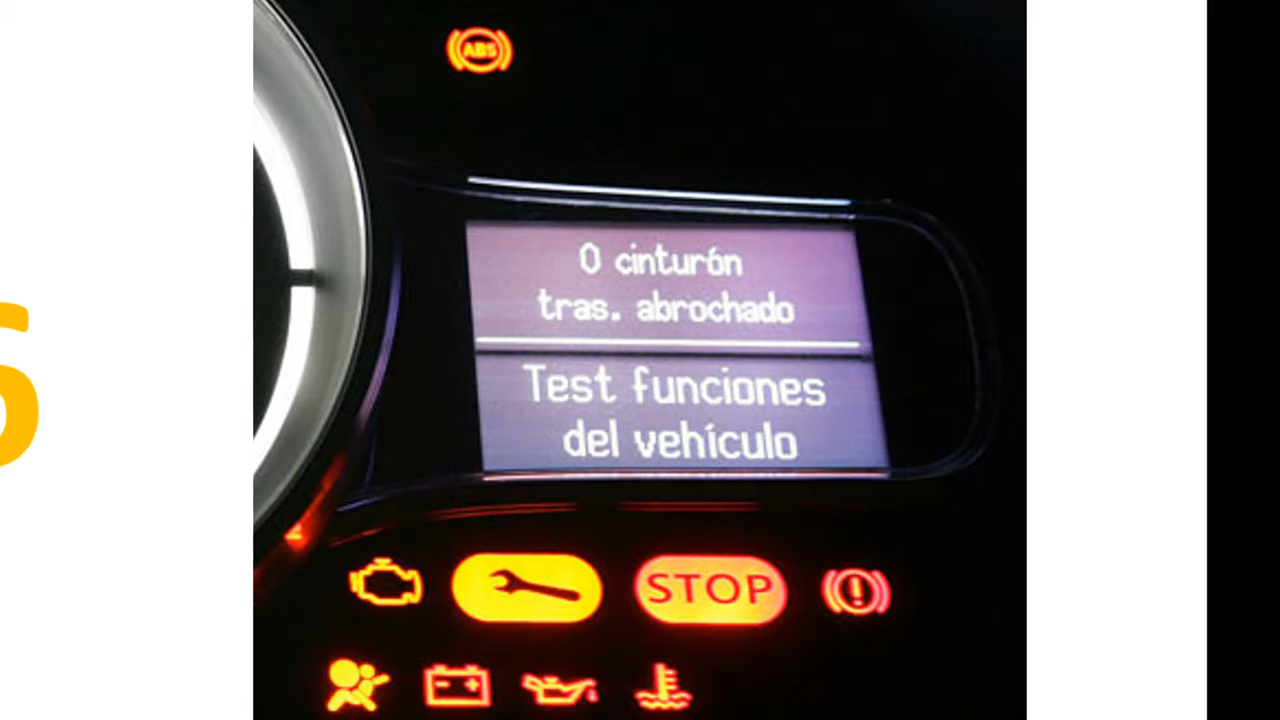 ABS
0 cinturón
tras. abrochado
Test funciones
del vehículo
STOP